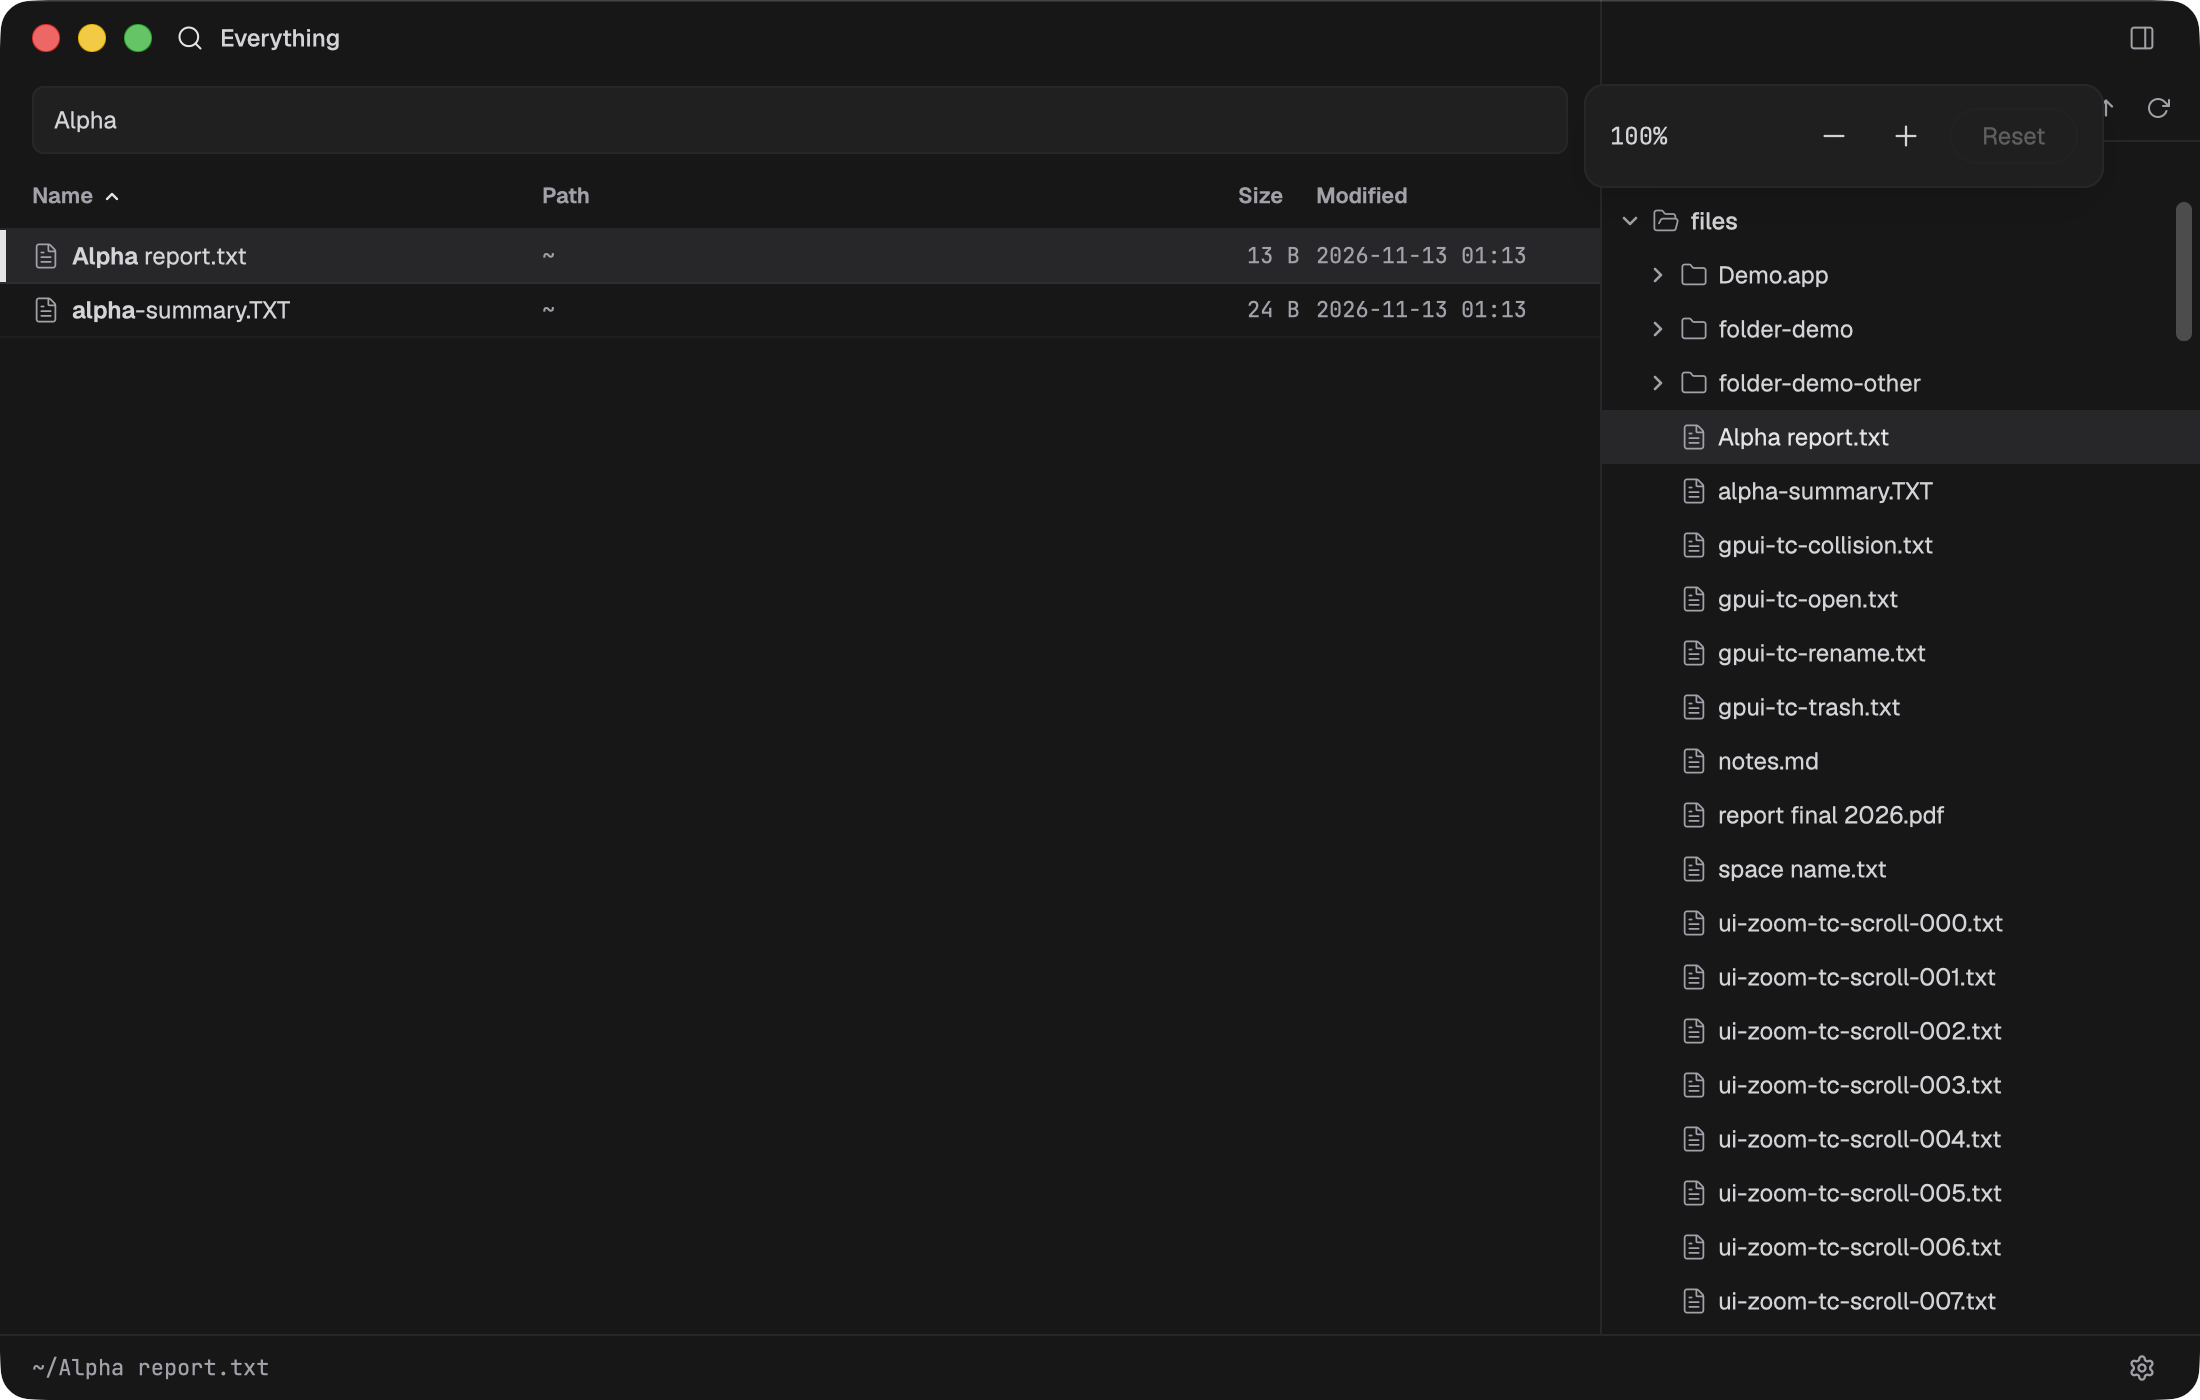 Everything
Alpha
100%
Reset
Name Path Size Modified
Alpha report.txt ~ 13 B 2026-11-13 01:13
alpha-summary.TXT ~ 24 B 2026-11-13 01:13
files
Demo.app
folder-demo
folder-demo-other
Alpha report.txt
alpha-summary.TXT
gpui-tc-collision.txt
gpui-tc-open.txt
gpui-tc-rename.txt
gpui-tc-trash.txt
notes.md
report final 2026.pdf
space name.txt
ui-zoom-tc-scroll-000.txt
ui-zoom-tc-scroll-001.txt
ui-zoom-tc-scroll-002.txt
ui-zoom-tc-scroll-003.txt
ui-zoom-tc-scroll-004.txt
ui-zoom-tc-scroll-005.txt
ui-zoom-tc-scroll-006.txt
ui-zoom-tc-scroll-007.txt
~/Alpha report.txt